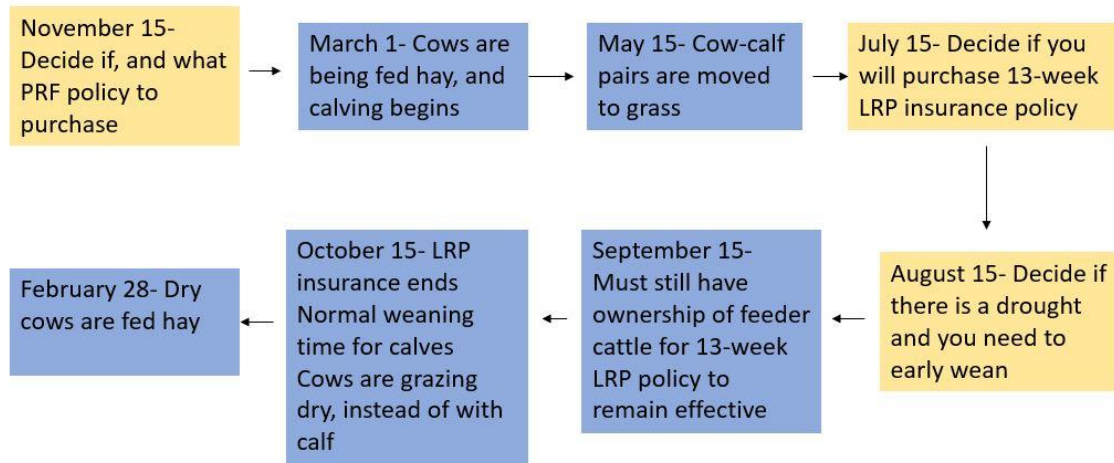 November 15-
Decide if, and what
PRF policy to
purchase
March 1- Cows are
being fed hay, and
calving begins
May 15- Cow-calf
pairs are moved
to grass
July 15- Decide if you
will purchase 13-week
LRP insurance policy
August 15- Decide if
there is a drought
and you need to
early wean
September 15-
Must still have
ownership of feeder
cattle for 13-week
LRP policy to
remain effective
October 15- LRP
insurance ends
Normal weaning
time for calves
Cows are grazing
dry, instead of with
calf
February 28- Dry
cows are fed hay